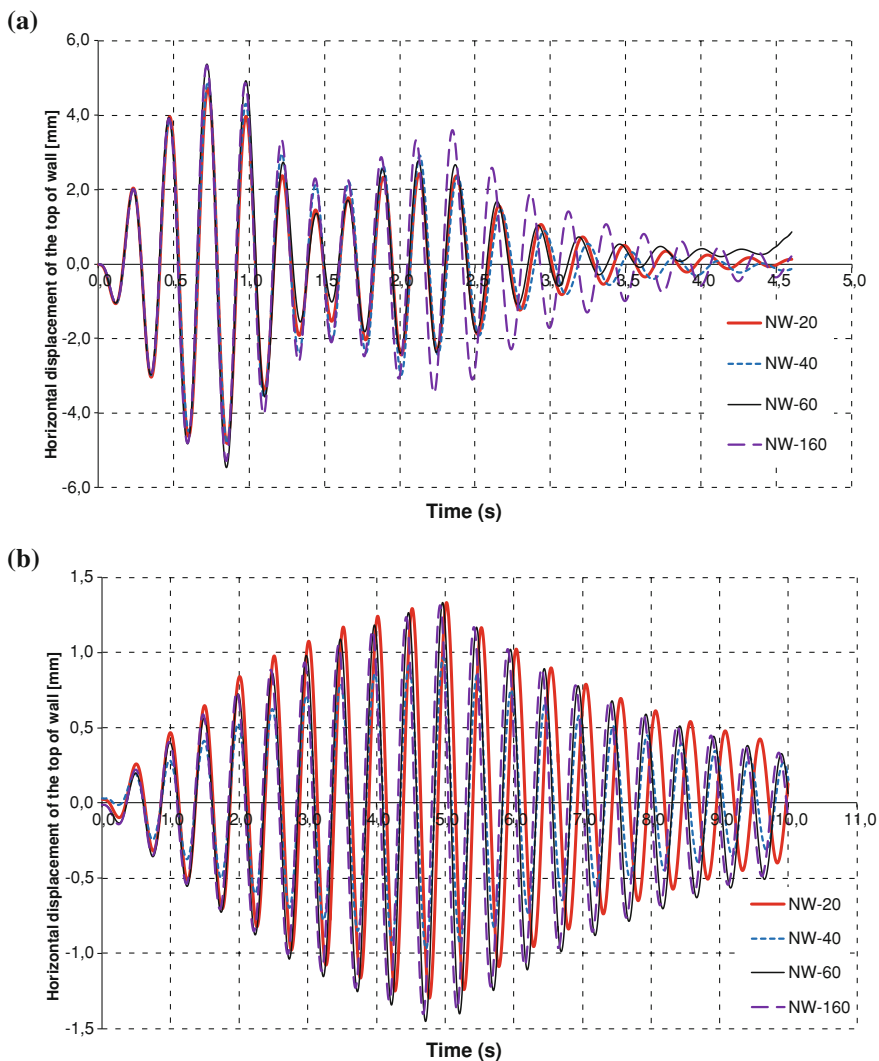 (a)
Horizontal displacement of the top of wall [mm]
6,0
4,0
2,0
0,0
-2,0
-4,0
-6,0
0,0 0,5 1,0 1,5 2,0 2,5 3,0 3,5 4,0 4,5 5,0
NW-20
NW-40
NW-60
NW-160
Time (s)
(b)
Horizontal displacement of the top of wall [mm]
1,5
1,0
0,5
0,0
-0,5
-1,0
-1,5
0,0 1,0 2,0 3,0 4,0 5,0 6,0 7,0 8,0 9,0 10,0 11,0
NW-20
NW-40
NW-60
NW-160
Time (s)